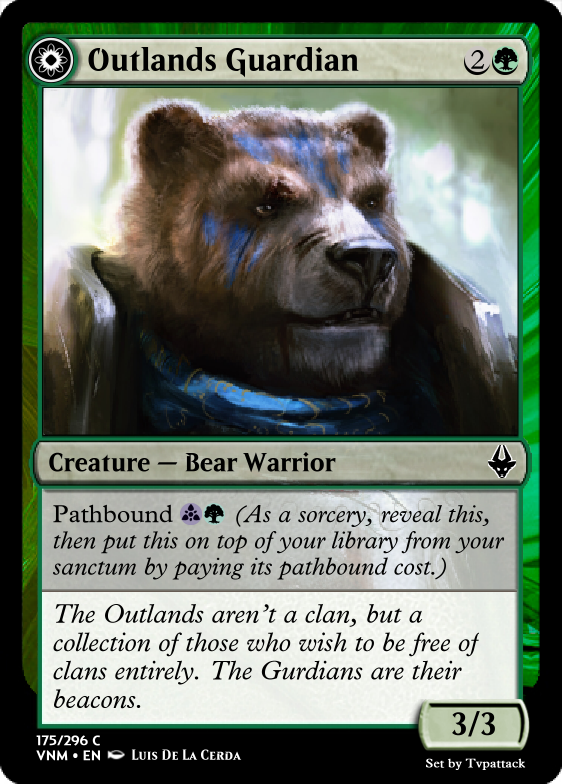 Outlands Guardian 2
Creature — Bear Warrior
Pathbound (As a sorcery, reveal this,
then put this on top of your library from your
sanctum by paying its pathbound cost.)
The Outlands aren't a clan, but a
collection of those who wish to be free of
clans entirely. The Gurdians are their
beacons.
3/3
175/296 C
VNM • EN Luis De La Cerda
Set by Tvpattack